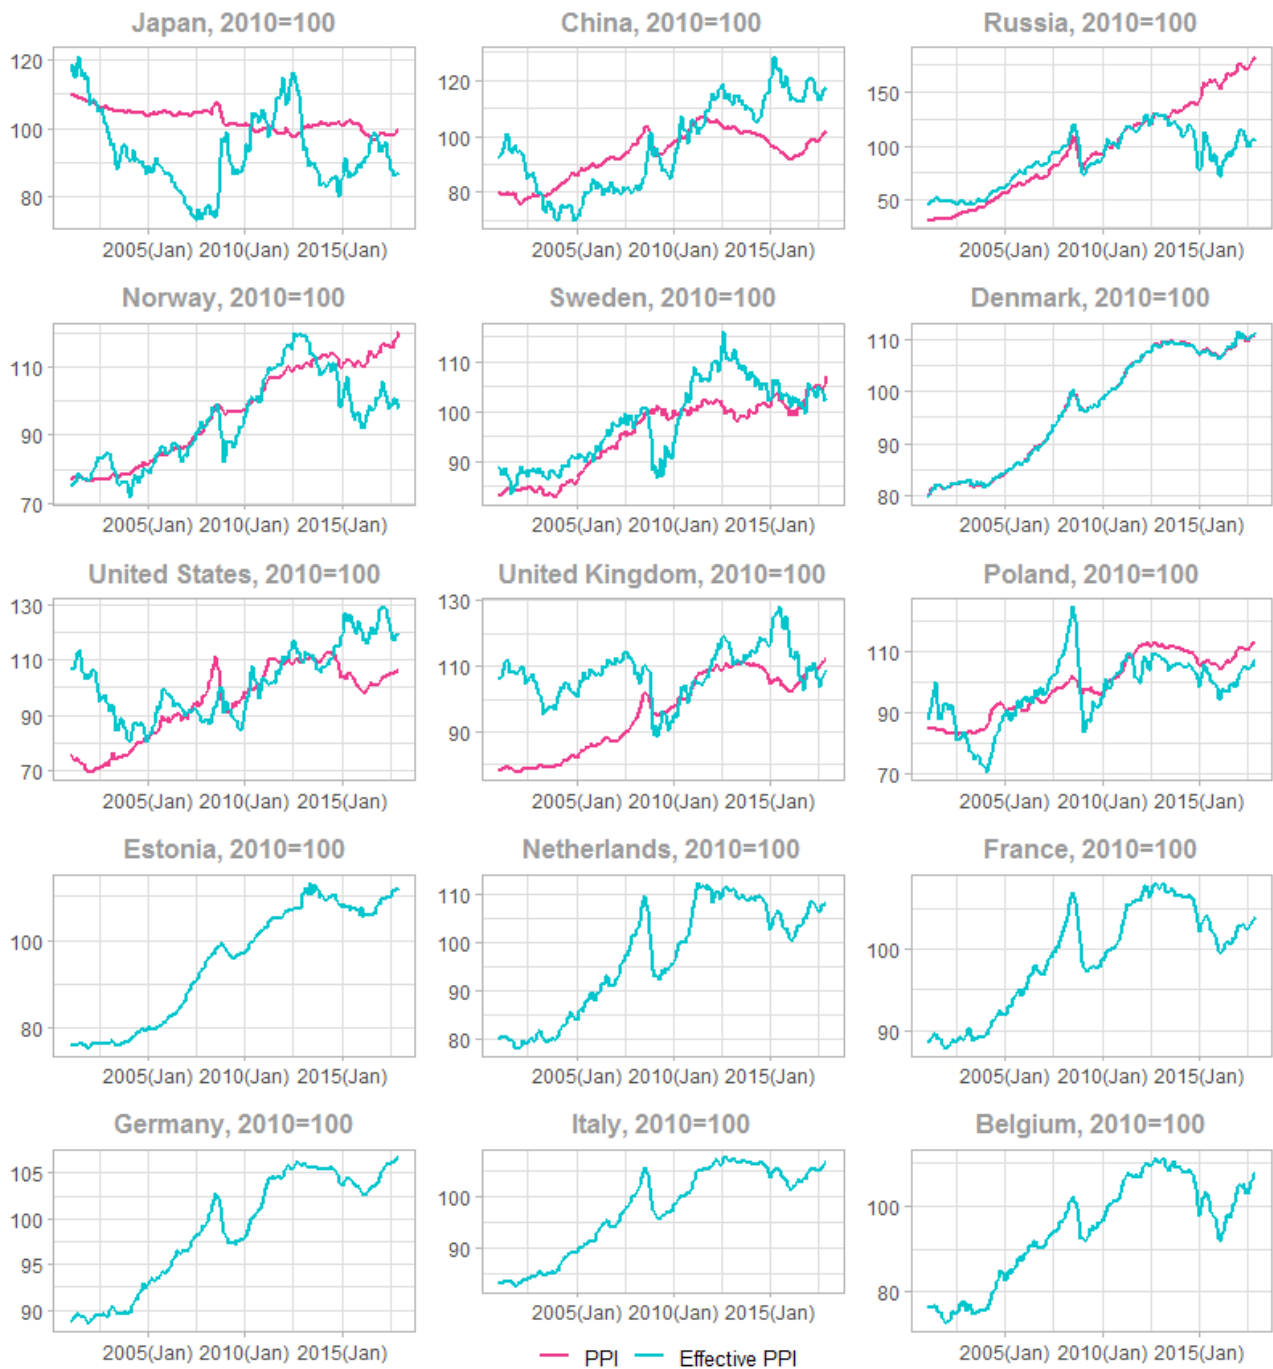 Japan, 2010=100
China, 2010=100
Russia, 2010=100
120
100
80
2005(Jan) 2010(Jan) 2015(Jan)
120
100
80
2005(Jan) 2010(Jan) 2015(Jan)
150
100
50
2005(Jan) 2010(Jan) 2015(Jan)
Norway, 2010=100
Sweden, 2010=100
Denmark, 2010=100
110
90
70
2005(Jan) 2010(Jan) 2015(Jan)
110
100
90
2005(Jan) 2010(Jan) 2015(Jan)
110
100
90
80
2005(Jan) 2010(Jan) 2015(Jan)
United States, 2010=100
United Kingdom, 2010=100
Poland, 2010=100
130
110
90
70
2005(Jan) 2010(Jan) 2015(Jan)
130
110
90
2005(Jan) 2010(Jan) 2015(Jan)
110
90
70
2005(Jan) 2010(Jan) 2015(Jan)
Estonia, 2010=100
Netherlands, 2010=100
France, 2010=100
100
80
2005(Jan) 2010(Jan) 2015(Jan)
110
100
90
80
2005(Jan) 2010(Jan) 2015(Jan)
100
90
2005(Jan) 2010(Jan) 2015(Jan)
Germany, 2010=100
Italy, 2010=100
Belgium, 2010=100
105
100
95
90
2005(Jan) 2010(Jan) 2015(Jan)
100
90
2005(Jan) 2010(Jan) 2015(Jan)
100
80
2005(Jan) 2010(Jan) 2015(Jan)
PPI Effective PPI